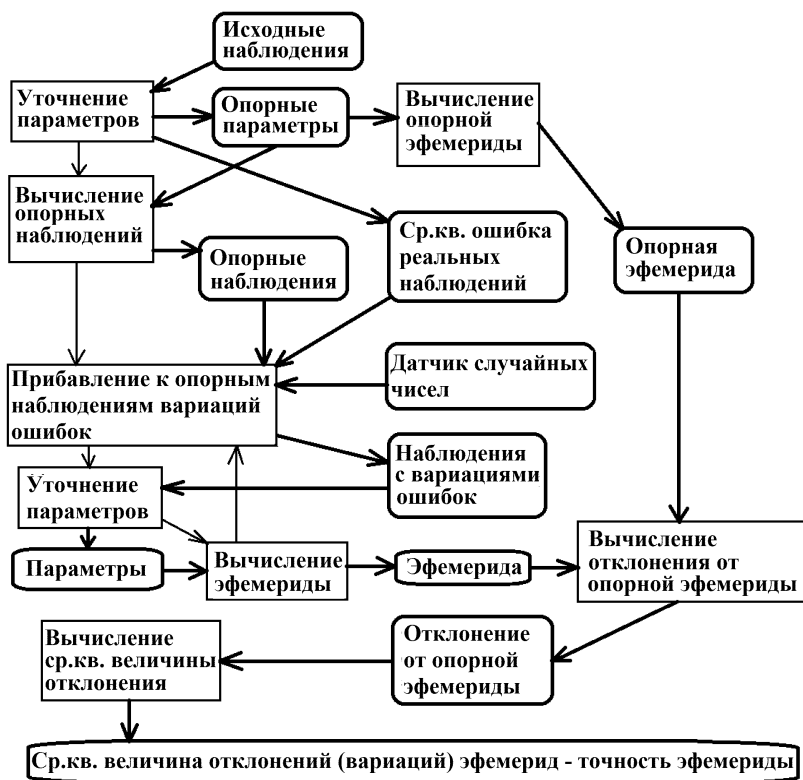 Исходные
наблюдения
Уточнение
параметров
Опорные
параметры
Вычисление
опорной
эфемериды
Вычисление
опорных
наблюдений
Опорные
наблюдения
Ср.кв. ошибка
реальных
наблюдений
Опорная
эфемерида
Прибавление к опорным
наблюдениям вариаций
ошибок
Датчик случайных
чисел
Наблюдения
с вариациями
ошибок
Уточнение
параметров
Параметры
Вычисление
эфемериды
Эфемерида
Вычисление
отклонения от
опорной эфемериды
Вычисление
ср.кв. величины
отклонения
Отклонение
от опорной
эфемериды
Ср.кв. величина отклонений (вариаций) эфемерид - точность эфемериды